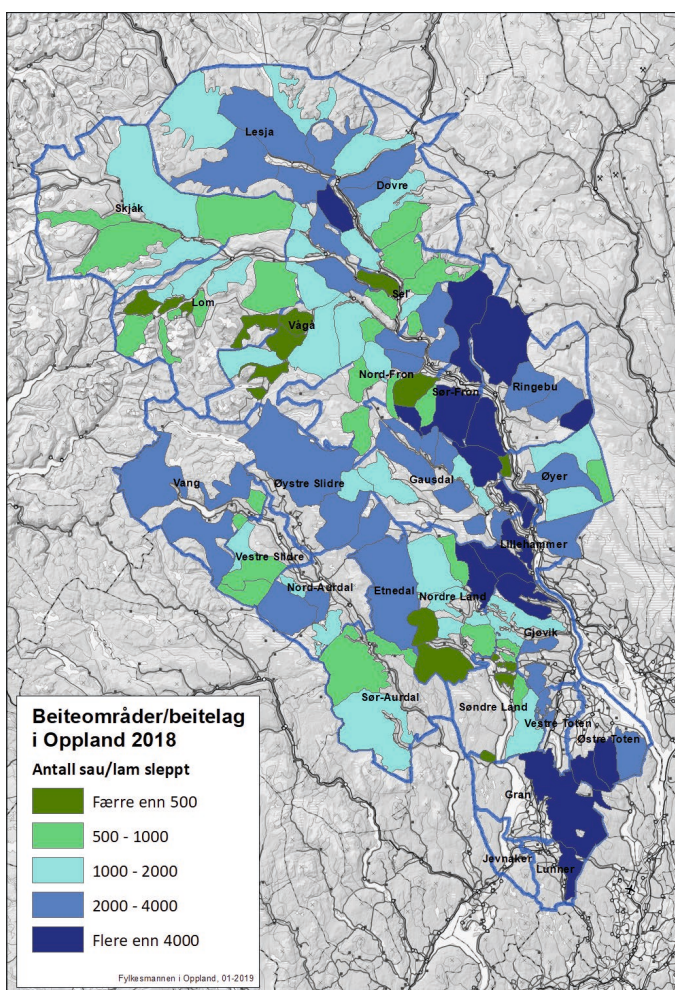 Lesja
Dovre
Skjåk
Lom
Sel
Vågå
Nord-Fron
Sør-Fron
Ringebu
Vang
Øystre Slidre
Gausdal
Øyer
Vestre Slidre
Lillehammer
Nord-Aurdal
Etnedal
Nordre Land
Gjøvik
Sør-Aurdal
Søndre Land
Vestre Toten
Østre Toten
Gran
Jevnaker
Lunner
Beiteområder/beitelag
i Oppland 2018
Antall sau/lam sleppt
Færre enn 500
500 - 1000
1000 - 2000
2000 - 4000
Flere enn 4000
Fylkesmannen i Oppland, 01-2019